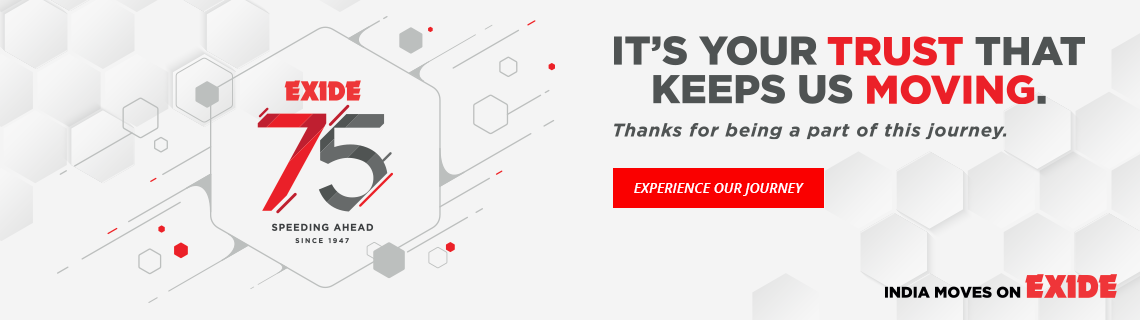 EXIDE
75
SPEEDING AHEAD
SINCE 1947
IT'S YOUR TRUST THAT
KEEPS US MOVING.
Thanks for being a part of this journey.
EXPERIENCE OUR JOURNEY
INDIA MOVES ON EXIDE